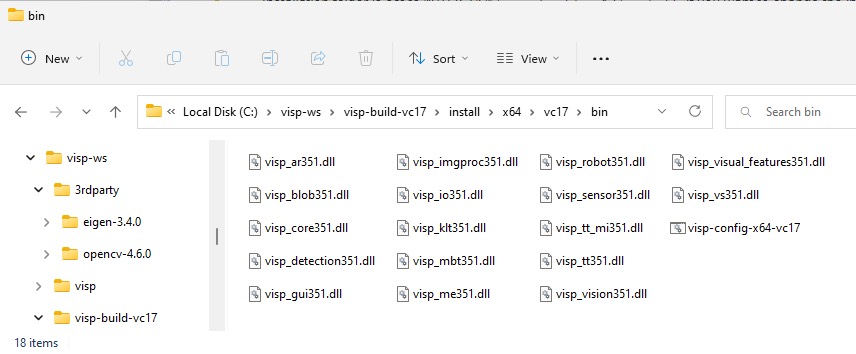 bin
New Sort View
Local Disk (C:) visp-ws visp-build-vc17 install x64 vc17 bin Search bin
visp-ws
3rdparty
eigen-3.4.0
opencv-4.6.0
visp
visp-build-vc17
visp_ar351.dll visp_imgproc351.dll visp_robot351.dll visp_visual_features351.dll
visp_blob351.dll visp_io351.dll visp_sensor351.dll visp_vs351.dll
visp_core351.dll visp_klt351.dll visp_tt_mi351.dll visp-config-x64-vc17
visp_detection351.dll visp_mbt351.dll visp_tt351.dll
visp_gui351.dll visp_me351.dll visp_vision351.dll
18 items